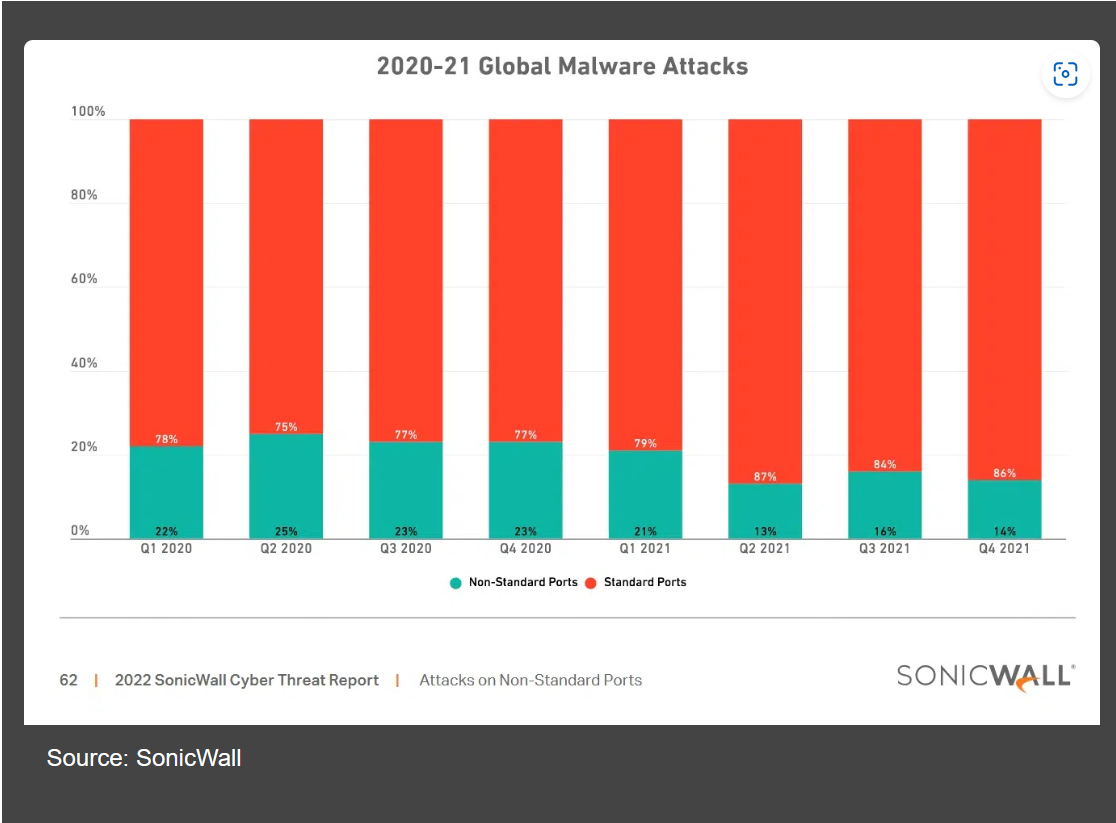 2020-21 Global Malware Attacks
100%
80%
60%
40%
20%
0%
78% 75% 77% 77% 79% 87% 84% 86%
22% 25% 23% 23% 21% 13% 16% 14%
Q1 2020 Q2 2020 Q3 2020 Q4 2020 Q1 2021 Q2 2021 Q3 2021 Q4 2021
Non-Standard Ports Standard Ports
62 | 2022 SonicWall Cyber Threat Report | Attacks on Non-Standard Ports
SONICWALL®
Source: SonicWall